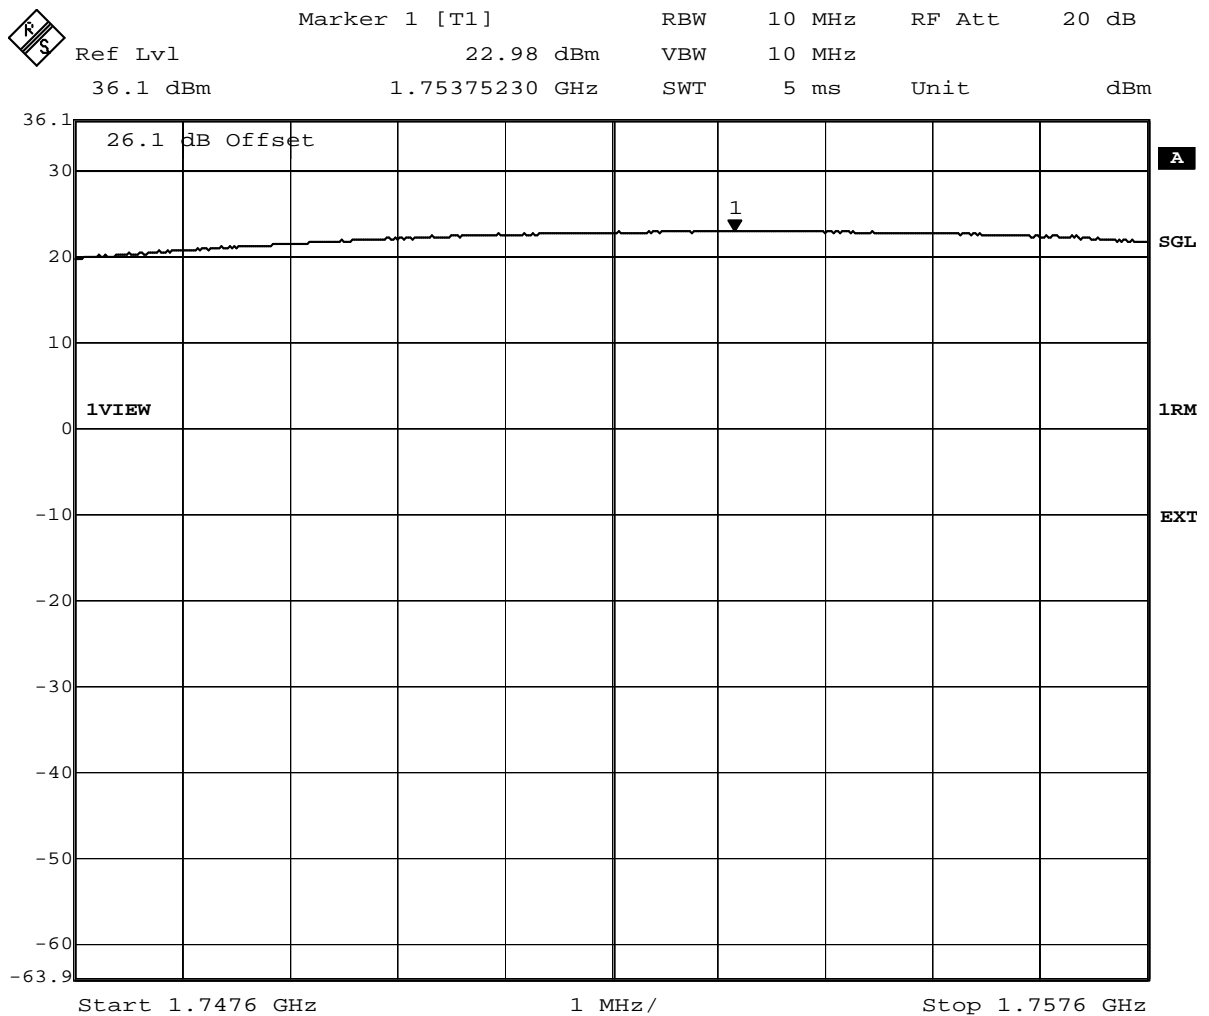 Marker 1 [T1] RBW 10 MHz RF Att 20 dB
Ref Lvl 22.98 dBm VBW 10 MHz
36.1 dBm 1.75375230 GHz SWT 5 ms Unit dBm
36.1
26.1 dB Offset
A
30
1
SGL
20
10
1VIEW
1RM
0
-10
EXT
-20
-30
-40
-50
-60
-63.9
Start 1.7476 GHz 1 MHz/ Stop 1.7576 GHz